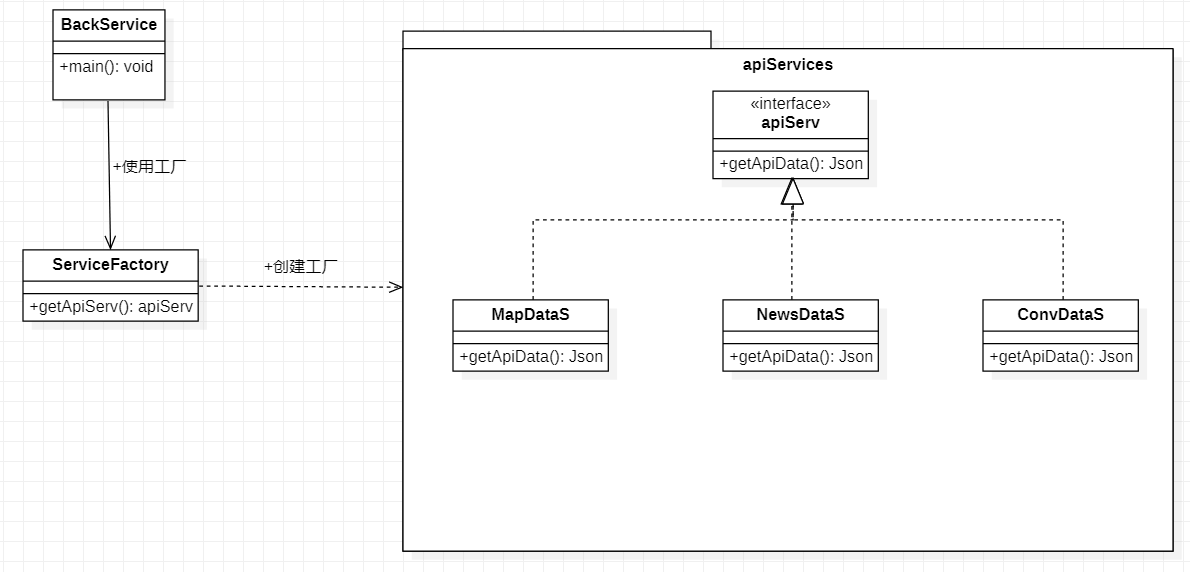 BackService
+main(): void
+使用工厂
ServiceFactory
+getApiServ(): apiServ
+创建工厂
apiServices
«interface»
apiServ
+getApiData(): Json
MapDataS
+getApiData(): Json
NewsDataS
+getApiData(): Json
ConvDataS
+getApiData(): Json